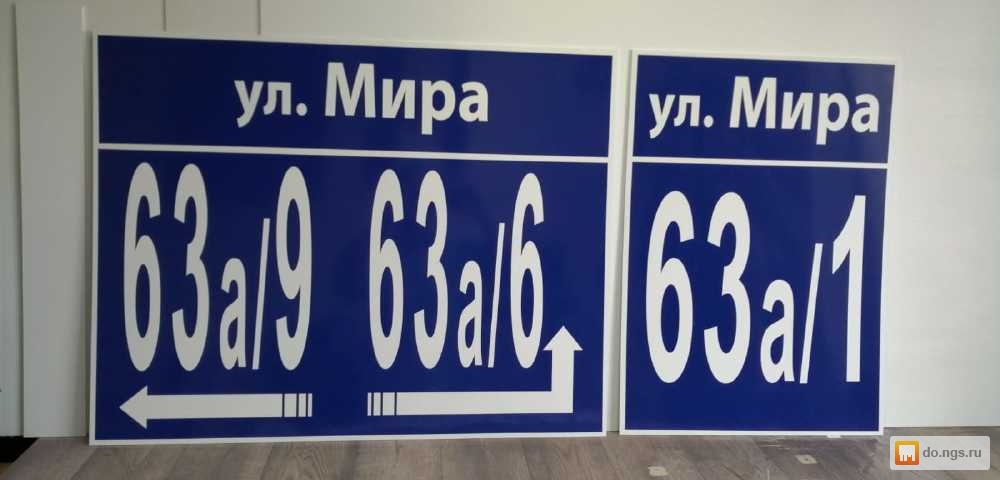 ул. Мира
63а/9 63а/6
ул. Мира
63а/1
do.ngs.ru